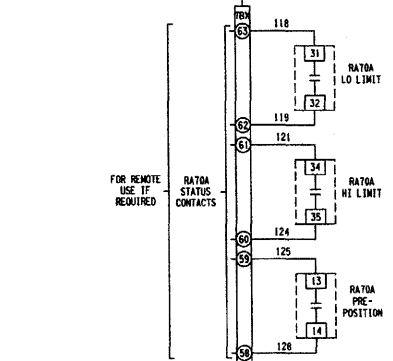 TBX
63
118
31
RA70A
LO LIMIT
32
62
119
61
121
34
FOR REMOTE
USE IF
REQUIRED
RA70A
STATUS
CONTACTS
RA70A
HI LIMIT
35
60
124
59
125
13
RA70A
PRE-
POSITION
14
58
128